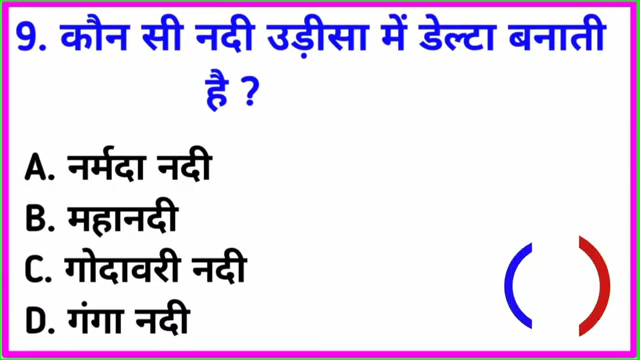 9. कौन सी नदी उड़ीसा में डेल्टा बनाती
है ?
A. नर्मदा नदी
B. महानदी
C. गोदावरी नदी
D. गंगा नदी